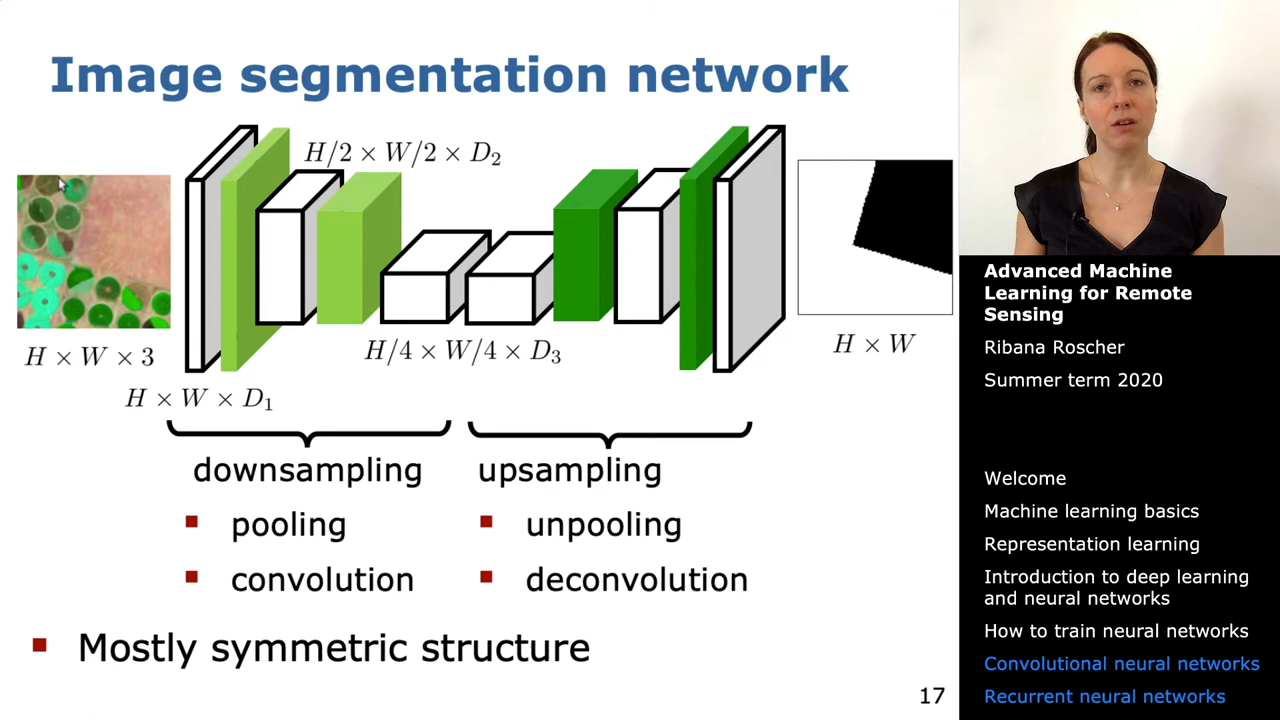 Image segmentation network
H/2 × W/2 × D₂
H × W × 3
H/4 × W/4 × D₃
H × W
H × W × D₁
downsampling
pooling
convolution
upsampling
unpooling
deconvolution
Mostly symmetric structure
17
Advanced Machine
Learning for Remote
Sensing
Ribana Roscher
Summer term 2020
Welcome
Machine learning basics
Representation learning
Introduction to deep learning
and neural networks
How to train neural networks
Convolutional neural networks
Recurrent neural networks